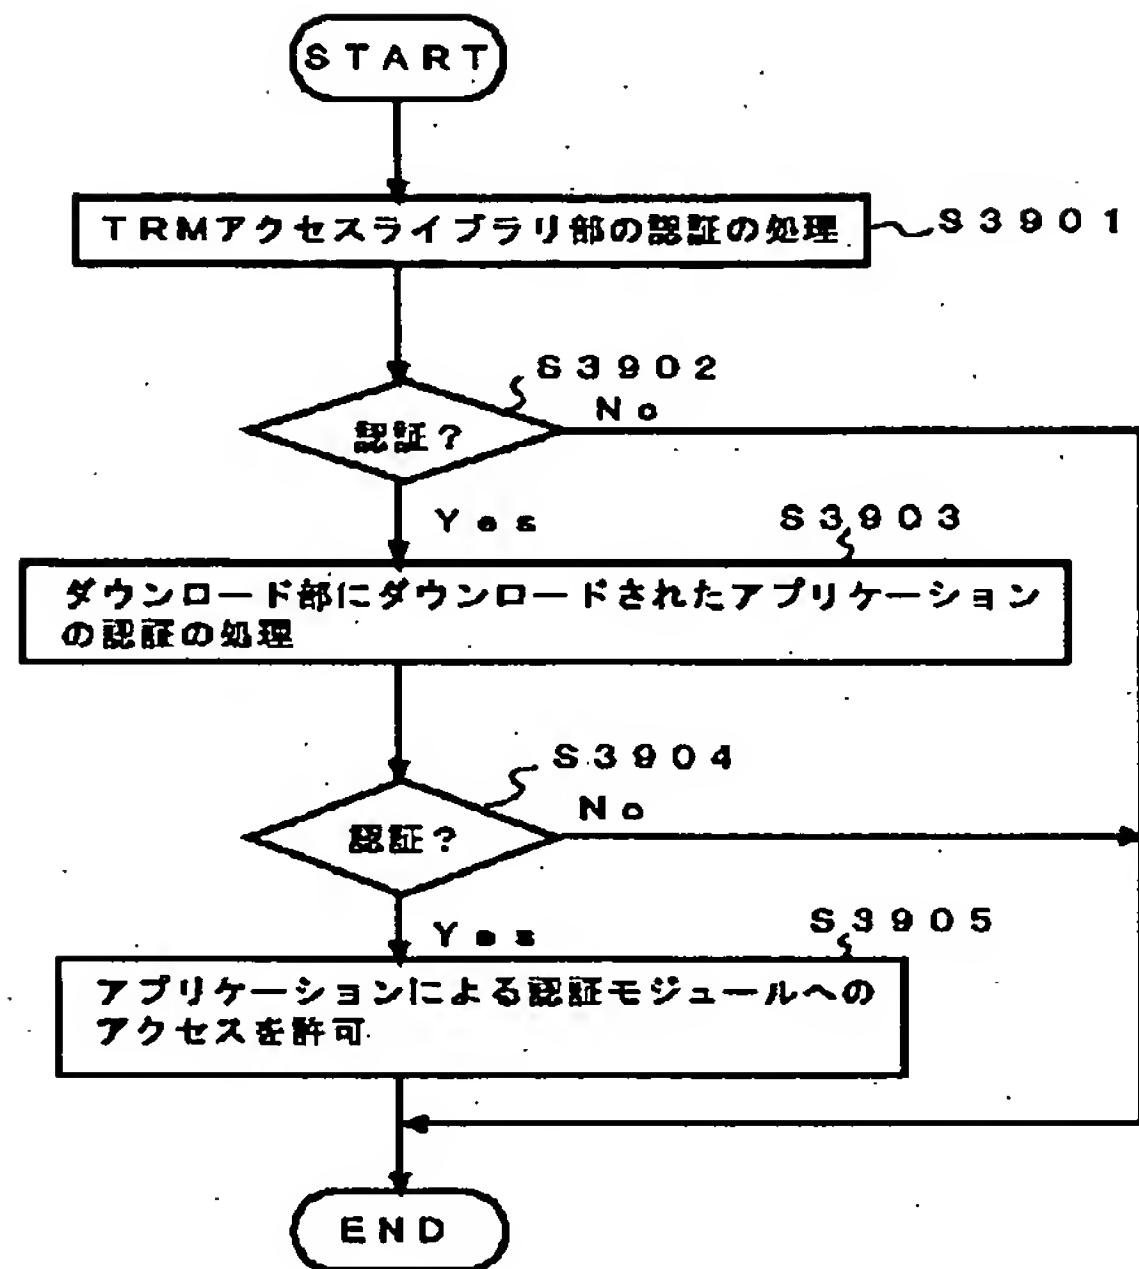 START
TRMアクセスライブラリ部の認証の処理
S3901
S3902
認証?
No
Yes
S3903
ダウンロード部にダウンロードされたアプリケーション
の認証の処理
S3904
認証?
No
Yes
S3905
アプリケーションによる認証モジュールへの
アクセスを許可
END